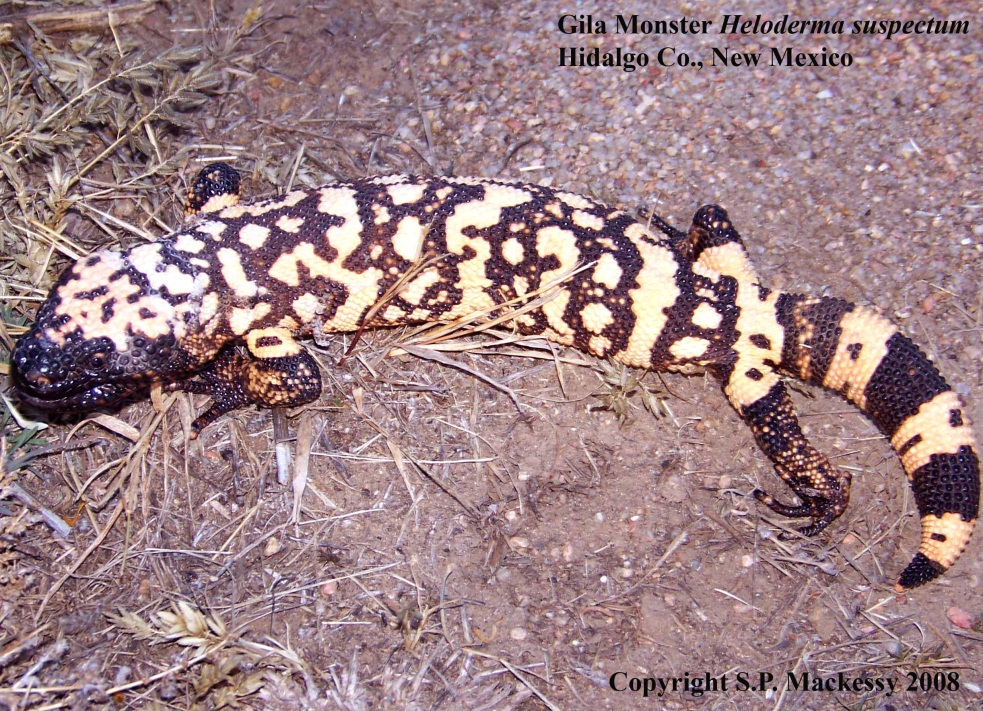 Gila Monster Heloderma suspectum
Hidalgo Co., New Mexico
Copyright S.P. Mackessy 2008